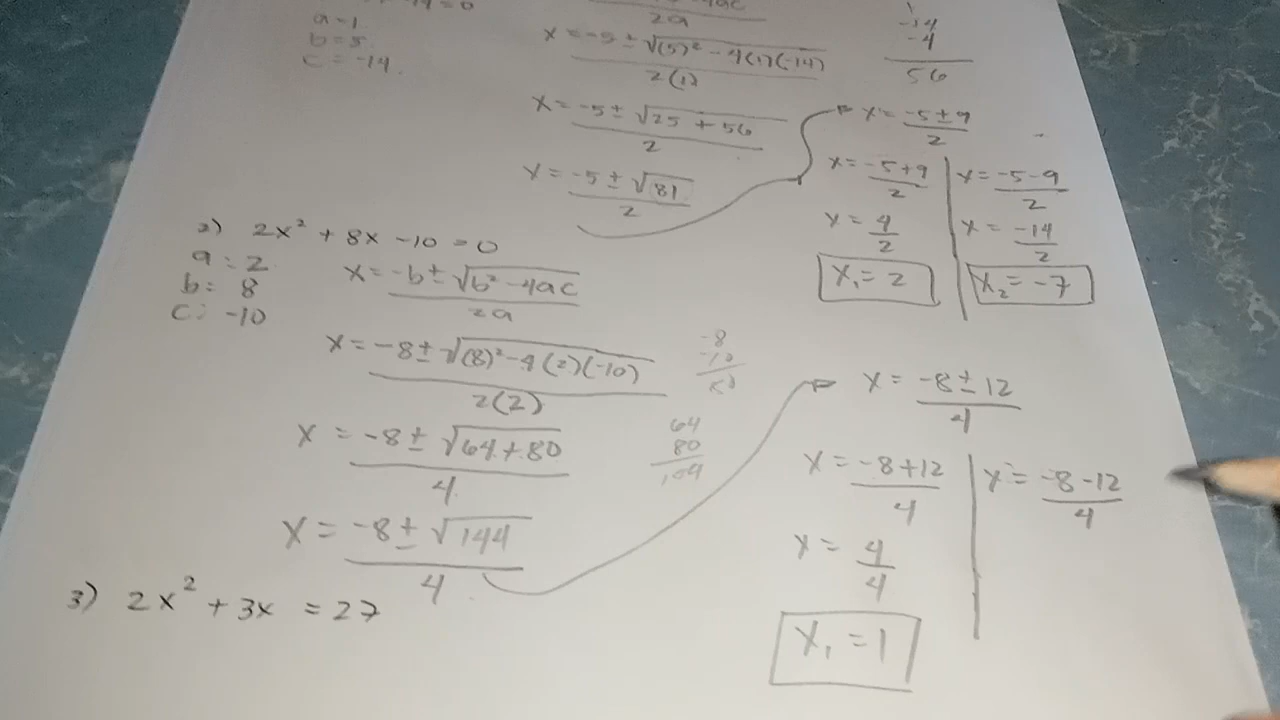 a=1
b=5
c=-14
2a
x = -5 ± √(5)² - 4(1)(-14)
2(1)
x = -5 ± √25 + 56
2
x = -5 ± √81
2
-14
-4
56
x = -5 ± 9
2
x = -5+9
2
x = 4
2
x₁ = 2
x = -5-9
2
x = -14
2
x₂ = -7
2) 2x² + 8x -10 = 0
a = 2
b = 8
c = -10
x = -b ± √b² - 4ac
2a
x = -8 ± √(8)² - 4(2)(-10)
2(2)
-8
-10
x = -8 ± √64 + 80
4
64
80
x = -8 ± √144
4
x = -8 ± 12
4
x = -8+12
4
x = 4
4
x₁ = 1
x = -8-12
4
3) 2x² + 3x = 27